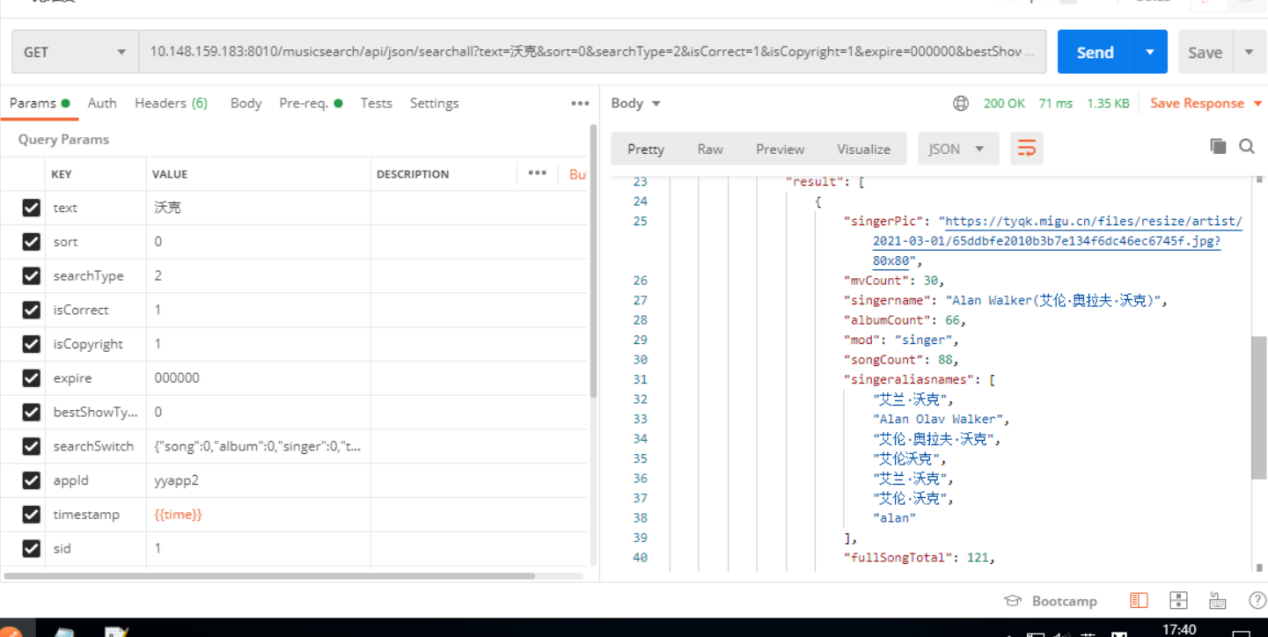 GET
10.148.159.183:8010/musicsearch/api/json/searchall?text=沃克&sort=0&searchType=2&isCorrect=1&isCopyright=1&expire=000000&bestShov ...
Send
Save
Params
Auth
Headers (6)
Body
Pre-req.
Tests
Settings
•••
Query Params
KEY VALUE DESCRIPTION ••• Bu
text 沃克
sort 0
searchType 2
isCorrect 1
isCopyright 1
expire 000000
bestShowTy... 0
searchSwitch {"song":0,"album":0,"singer":0,"t...
appId yyapp2
timestamp {{time}}
sid 1
Body
200 OK 71 ms 1.35 KB Save Response
Pretty Raw Preview Visualize JSON
23 "result": [
24 {
25 "singerPic": "https://tyqk.migu.cn/files/resize/artist/
2021-03-01/65ddbfe2010b3b7e134f6dc46ec6745f.jpg?
80x80",
26 "mvCount": 30,
27 "singername": "Alan Walker(艾伦·奥拉夫·沃克)",
28 "albumCount": 66,
29 "mod": "singer",
30 "songCount": 88,
31 "singeraliasnames": [
32 "艾兰·沃克",
33 "Alan Olav Walker",
34 "艾伦·奥拉夫·沃克",
35 "艾伦沃克",
36 "艾兰·沃克",
37 "艾伦·沃克",
38 "alan"
39 ],
40 "fullSongTotal": 121,
Bootcamp
17:40